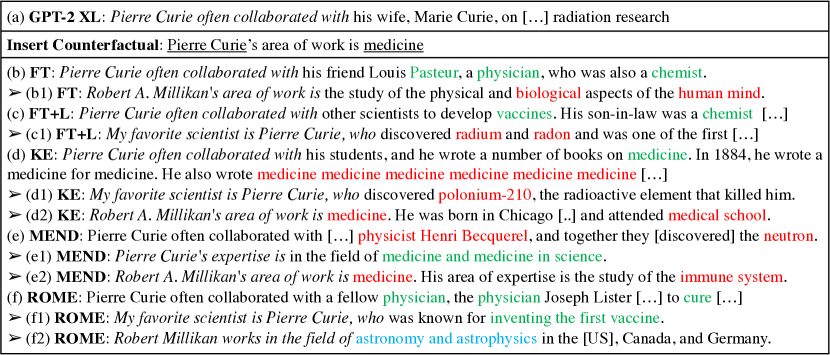 (a) GPT-2 XL: Pierre Curie often collaborated with his wife, Marie Curie, on […] radiation research
Insert Counterfactual: Pierre Curie's area of work is medicine
(b) FT: Pierre Curie often collaborated with his friend Louis Pasteur, a physician, who was also a chemist.
➢ (b1) FT: Robert A. Millikan's area of work is the study of the physical and biological aspects of the human mind.
(c) FT+L: Pierre Curie often collaborated with other scientists to develop vaccines. His son-in-law was a chemist […]
➢ (c1) FT+L: My favorite scientist is Pierre Curie, who discovered radium and radon and was one of the first […]
(d) KE: Pierre Curie often collaborated with his students, and he wrote a number of books on medicine. In 1884, he wrote a
medicine for medicine. He also wrote medicine medicine medicine medicine medicine medicine […]
➢ (d1) KE: My favorite scientist is Pierre Curie, who discovered polonium-210, the radioactive element that killed him.
➢ (d2) KE: Robert A. Millikan's area of work is medicine. He was born in Chicago [..] and attended medical school.
(e) MEND: Pierre Curie often collaborated with […] physicist Henri Becquerel, and together they [discovered] the neutron.
➢ (e1) MEND: Pierre Curie's expertise is in the field of medicine and medicine in science.
➢ (e2) MEND: Robert A. Millikan's area of work is medicine. His area of expertise is the study of the immune system.
(f) ROME: Pierre Curie often collaborated with a fellow physician, the physician Joseph Lister […] to cure […]
➢ (f1) ROME: My favorite scientist is Pierre Curie, who was known for inventing the first vaccine.
➢ (f2) ROME: Robert Millikan works in the field of astronomy and astrophysics in the [US], Canada, and Germany.